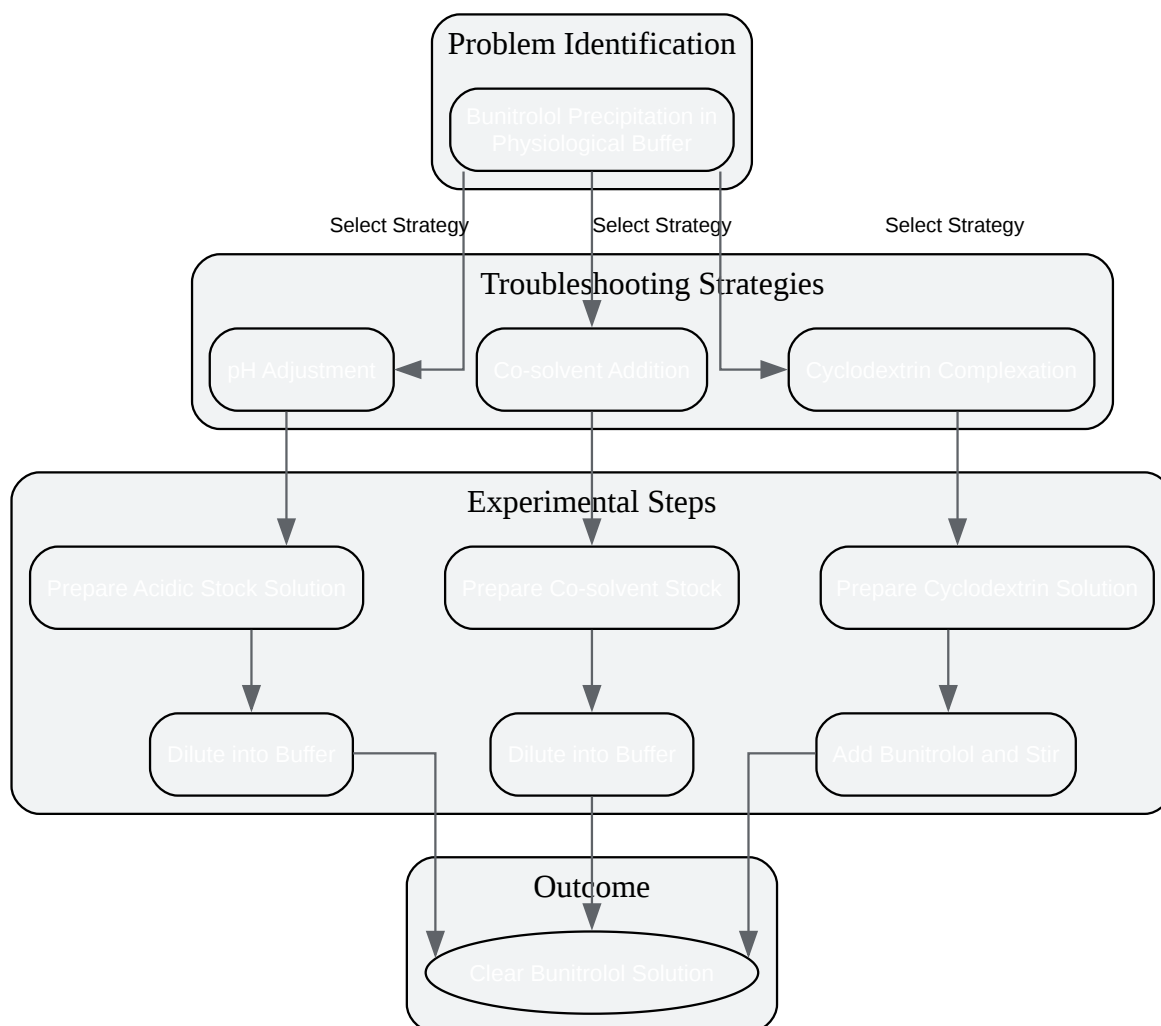 Problem Identification
Bunitrolol Precipitation in
Physiological Buffer
Select Strategy
Select Strategy
Select Strategy
Troubleshooting Strategies
pH Adjustment
Co-solvent Addition
Cyclodextrin Complexation
Experimental Steps
Prepare Acidic Stock Solution
Prepare Co-solvent Stock
Prepare Cyclodextrin Solution
Dilute into Buffer
Dilute into Buffer
Add Bunitrolol and Stir
Outcome
Clear Bunitrolol Solution